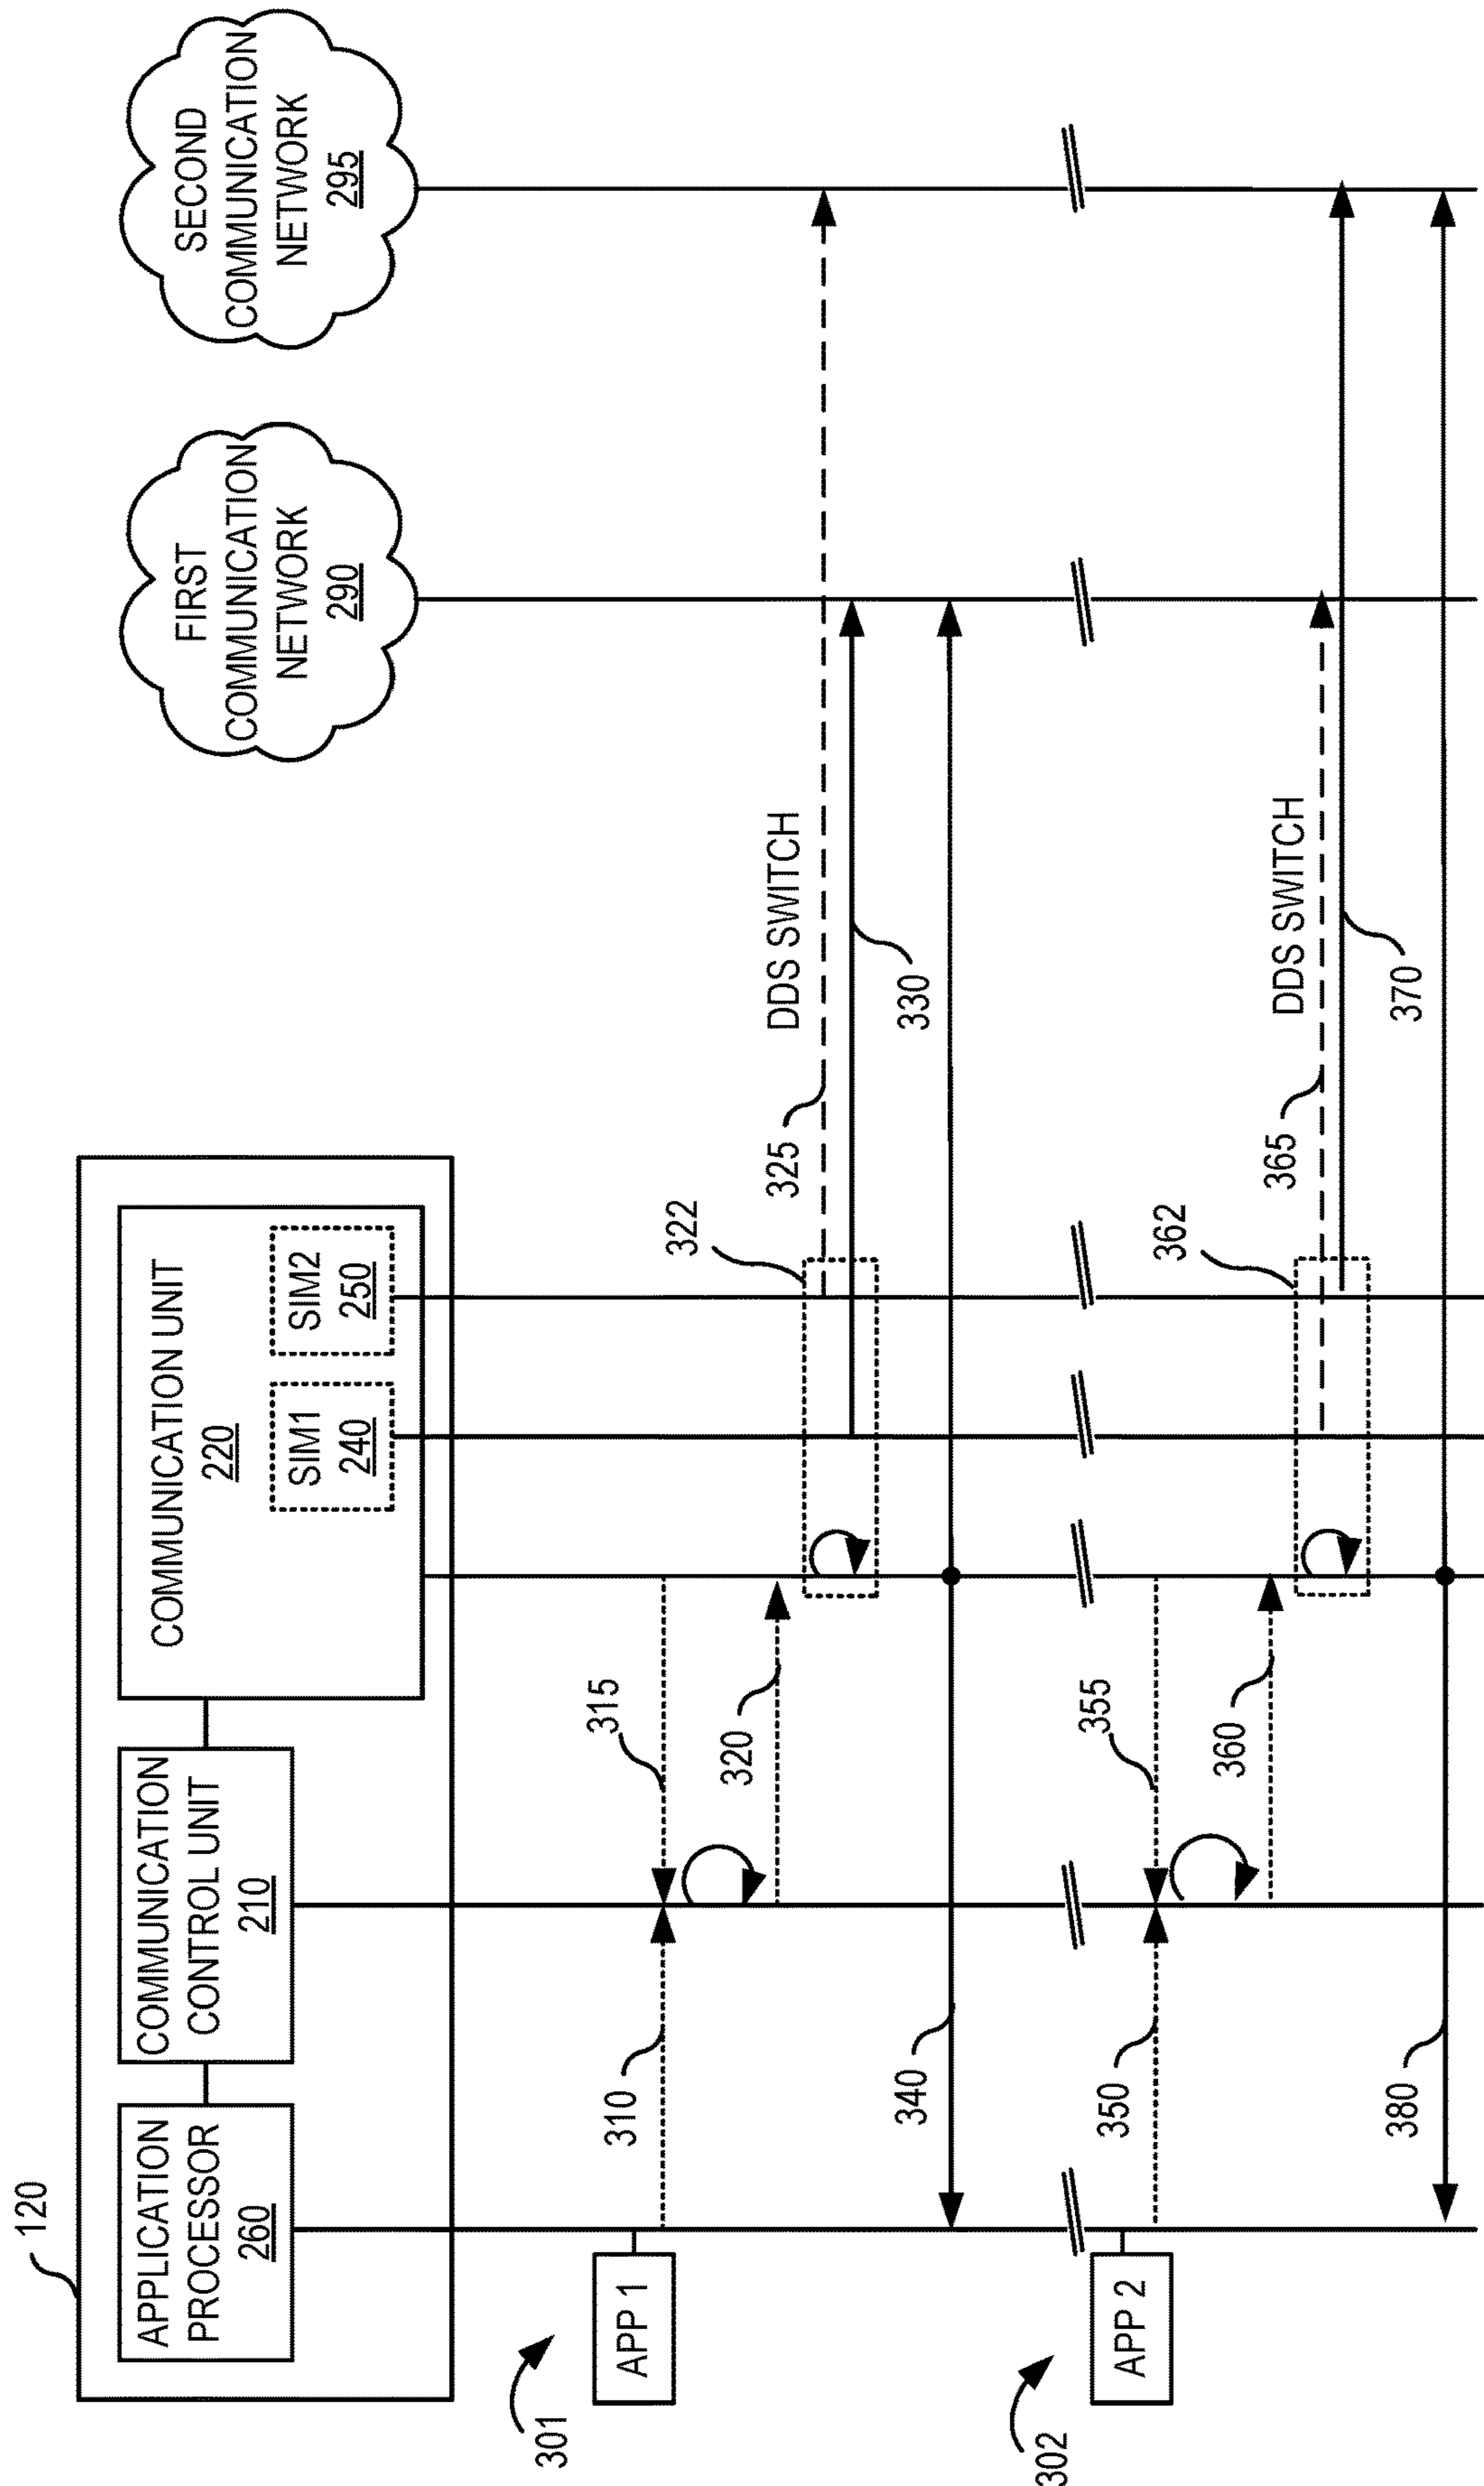 120
APPLICATION
PROCESSOR
260
COMMUNICATION
CONTROL UNIT
210
COMMUNICATION UNIT
220
SIM1
240
SIM2
250
FIRST
COMMUNICATION
NETWORK
290
SECOND
COMMUNICATION
NETWORK
295
301
APP 1
310
315
320
322
325
DDS SWITCH
330
340
302
APP 2
350
355
360
362
365
DDS SWITCH
370
380